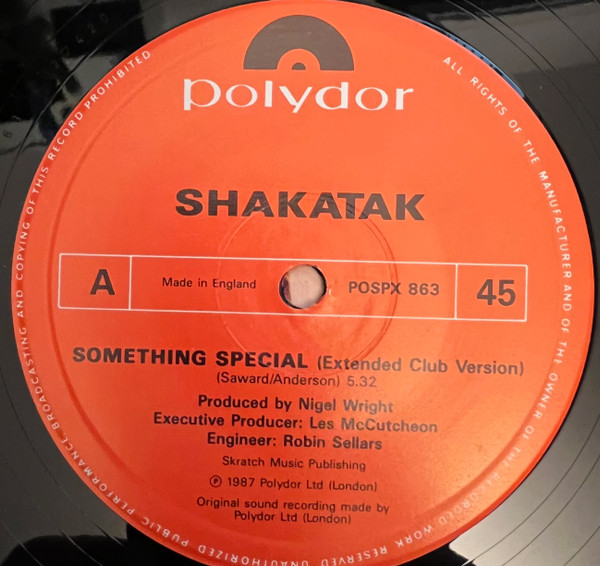 polydor
SHAKATAK
A
Made in England
POSPX 863
45
SOMETHING SPECIAL (Extended Club Version)
(Saward/Anderson) 5.32
Produced by Nigel Wright
Executive Producer: Les McCutcheon
Engineer: Robin Sellars
Skratch Music Publishing
℗ 1987 Polydor Ltd (London)
Original sound recording made by
Polydor Ltd (London)
ALL RIGHTS OF THE MANUFACTURER AND OF THE OWNER OF THE RECORDED WORK RESERVED UNAUTHORIZED PUBLIC PERFORMANCE BROADCASTING AND COPYING OF THIS RECORD PROHIBITED